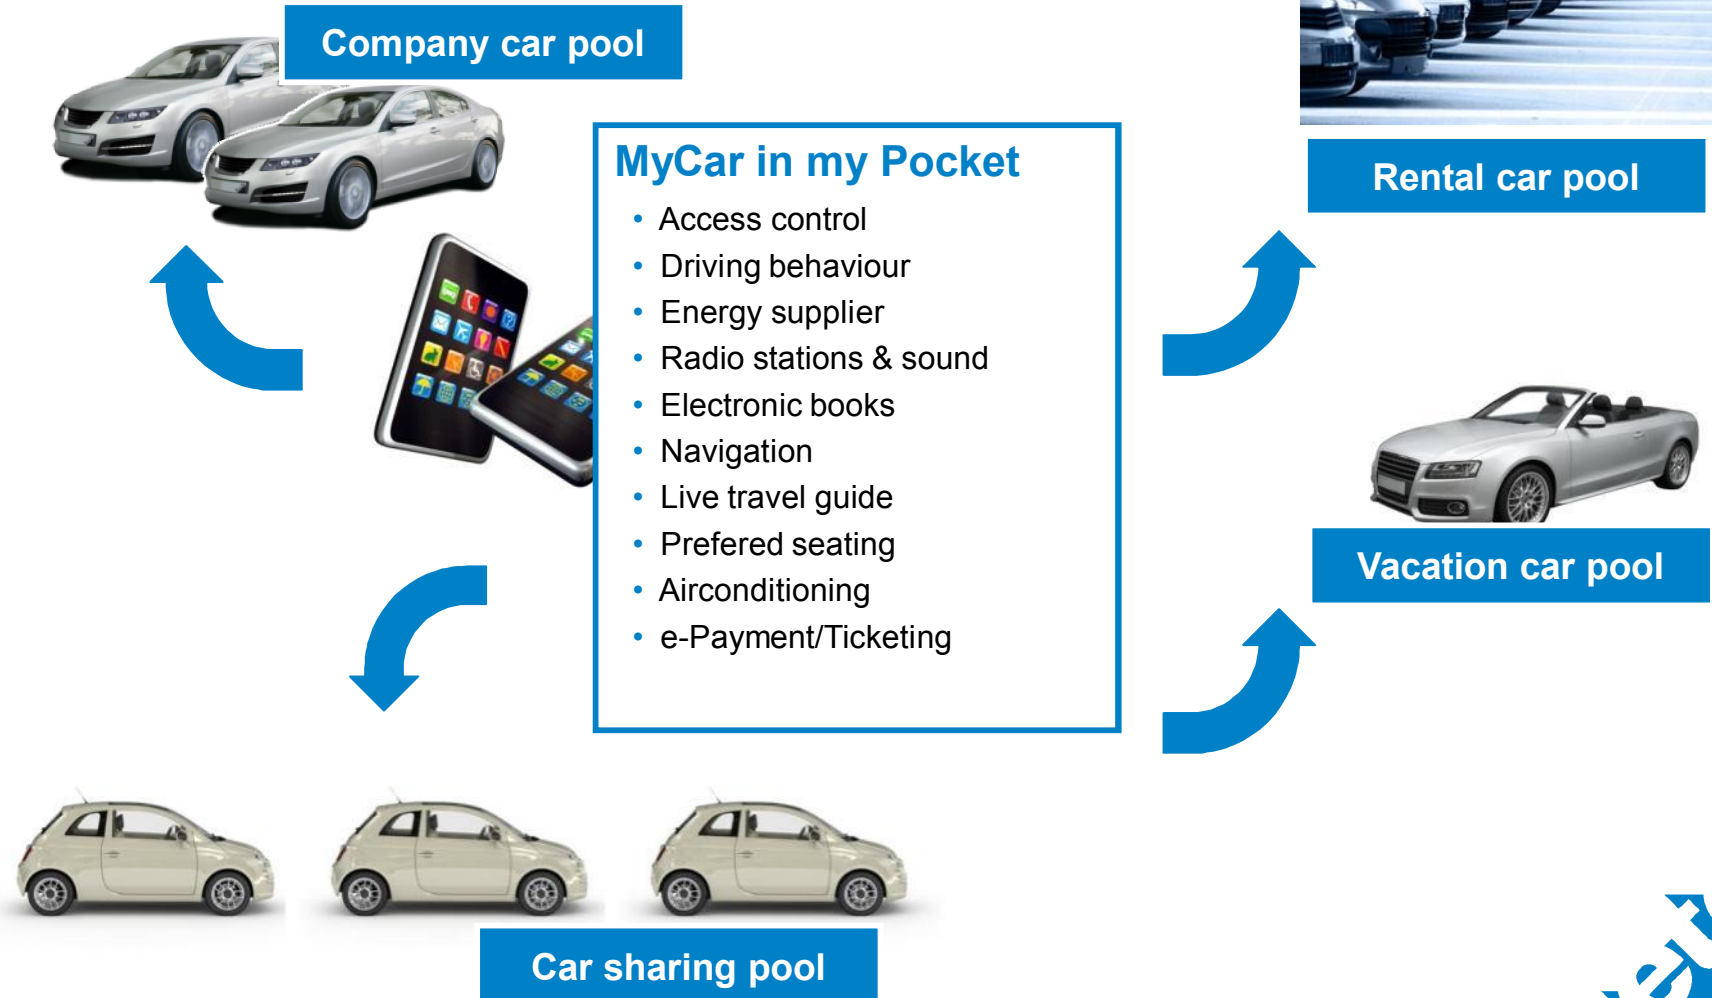 Company car pool
Rental car pool
MyCar in my Pocket
• Access control
• Driving behaviour
• Energy supplier
• Radio stations & sound
• Electronic books
• Navigation
• Live travel guide
• Prefered seating
• Airconditioning
• e-Payment/Ticketing
Vacation car pool
Car sharing pool